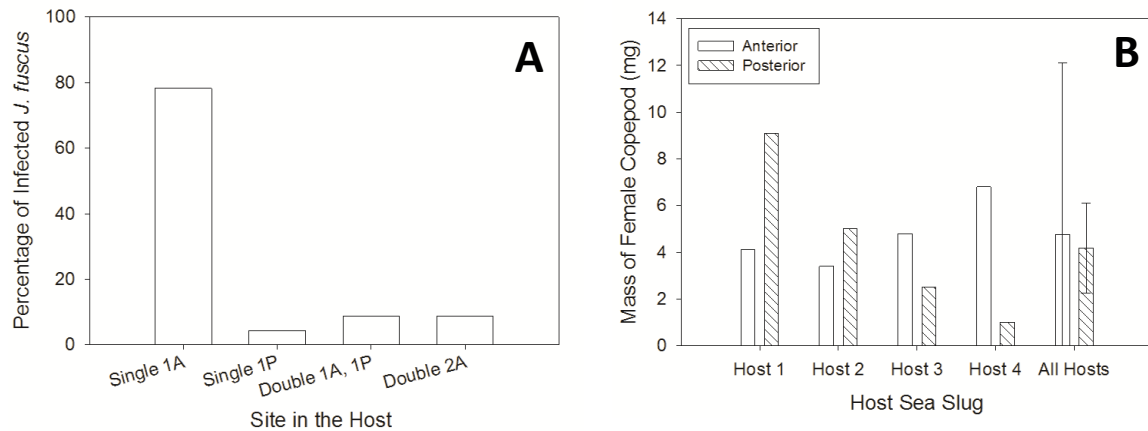 A
Percentage of Infected J. fuscus
100
80
60
40
20
0
Single 1A
Single 1P
Double 1A, 1P
Double 2A
Site in the Host
B
Anterior
Posterior
Mass of Female Copepod (mg)
14
12
10
8
6
4
2
0
Host 1
Host 2
Host 3
Host 4
All Hosts
Host Sea Slug